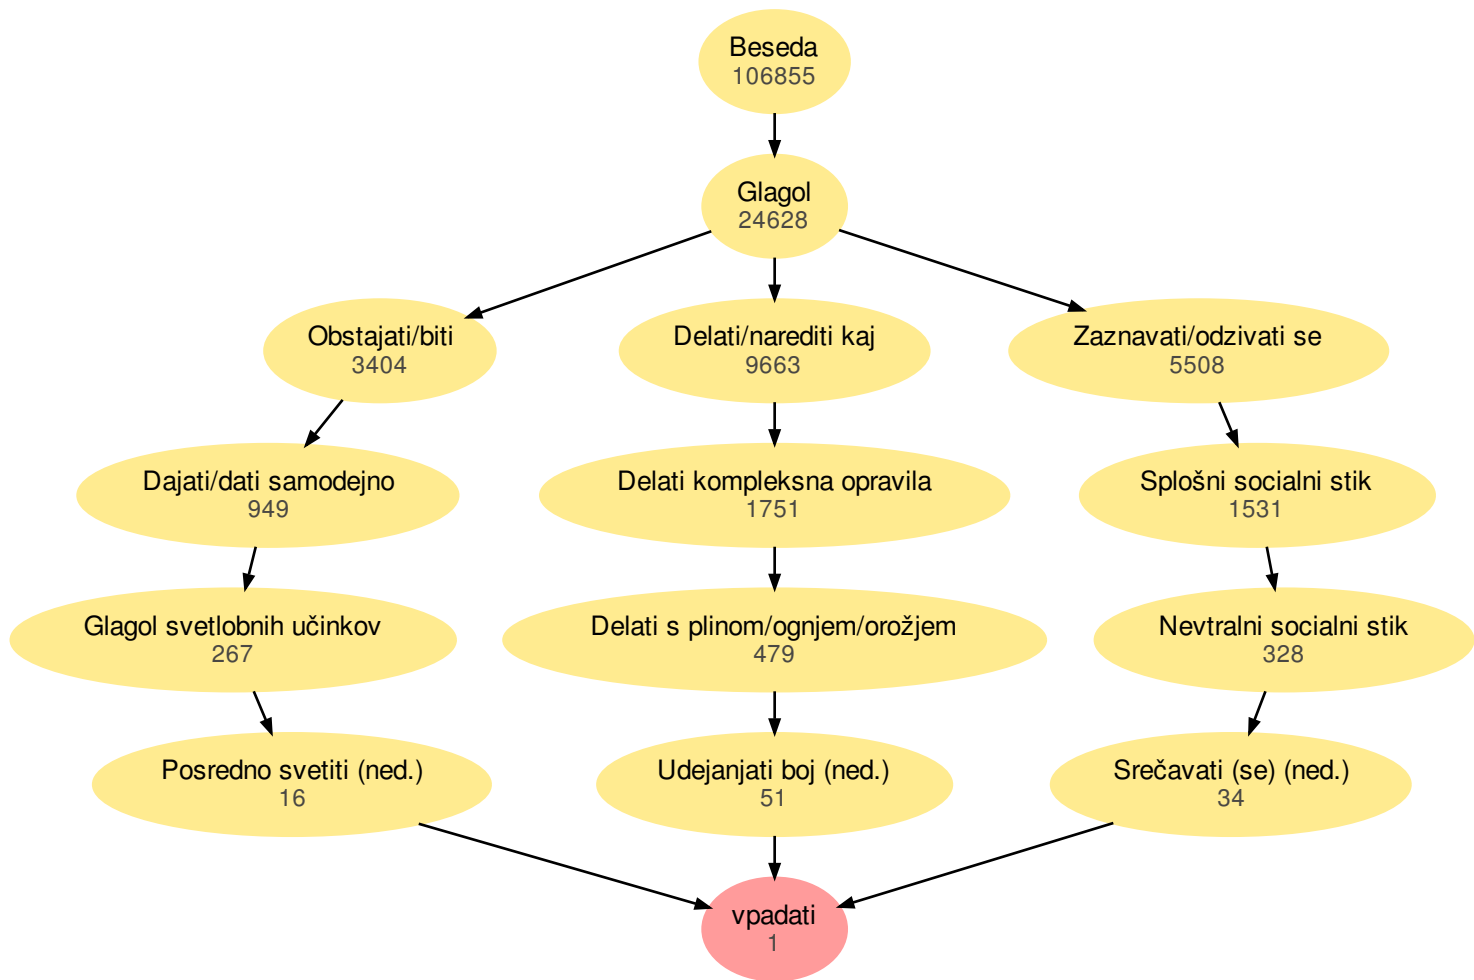 Beseda
106855
Glagol
24628
Obstajati/biti
3404
Delati/narediti kaj
9663
Zaznavati/odzivati se
5508
Dajati/dati samodejno
949
Delati kompleksna opravila
1751
Splošni socialni stik
1531
Glagol svetlobnih učinkov
267
Delati s plinom/ognjem/orožjem
479
Nevtralni socialni stik
328
Posredno svetiti (ned.)
16
Udejanjati boj (ned.)
51
Srečavati (se) (ned.)
34
vpadati
1